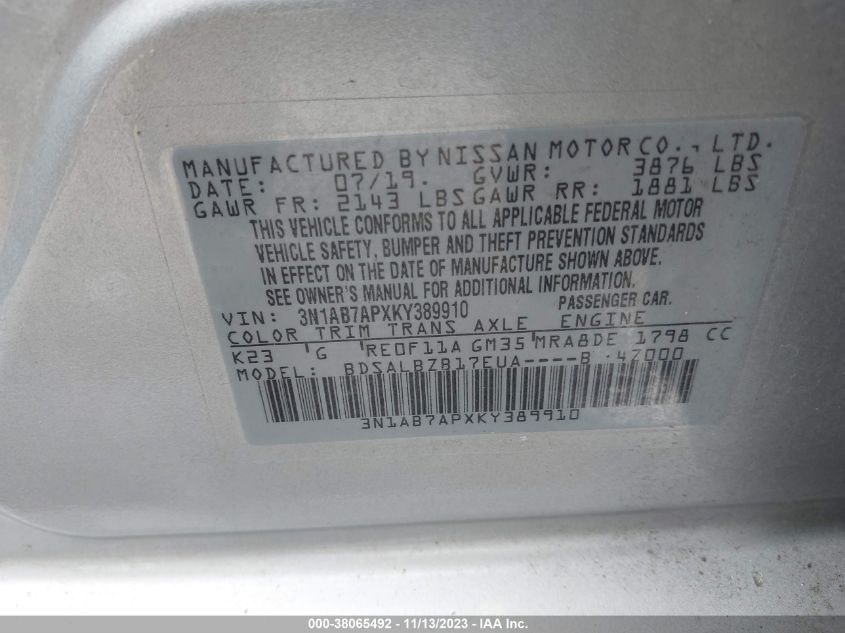 MANUFACTURED BY NISSAN MOTOR CO., LTD.
DATE: 07/19. GVWR: 3876 LBS
GAWR FR: 2143 LBS GAWR RR: 1881 LBS
THIS VEHICLE CONFORMS TO ALL APPLICABLE FEDERAL MOTOR
VEHICLE SAFETY, BUMPER AND THEFT PREVENTION STANDARDS
IN EFFECT ON THE DATE OF MANUFACTURE SHOWN ABOVE.
SEE OWNER'S MANUAL FOR ADDITIONAL INFORMATION.
VIN: 3N1AB7APXKY389910 PASSENGER CAR.
COLOR TRIM TRANS AXLE ENGINE
K23 'G 'RE0F11A GM35'MRA8DE 1798 CC
MODEL: BDSALBZB17EUA----B 47000
3N1AB7APXKY389910
000-38065492 - 11/13/2023 - IAAI Inc.